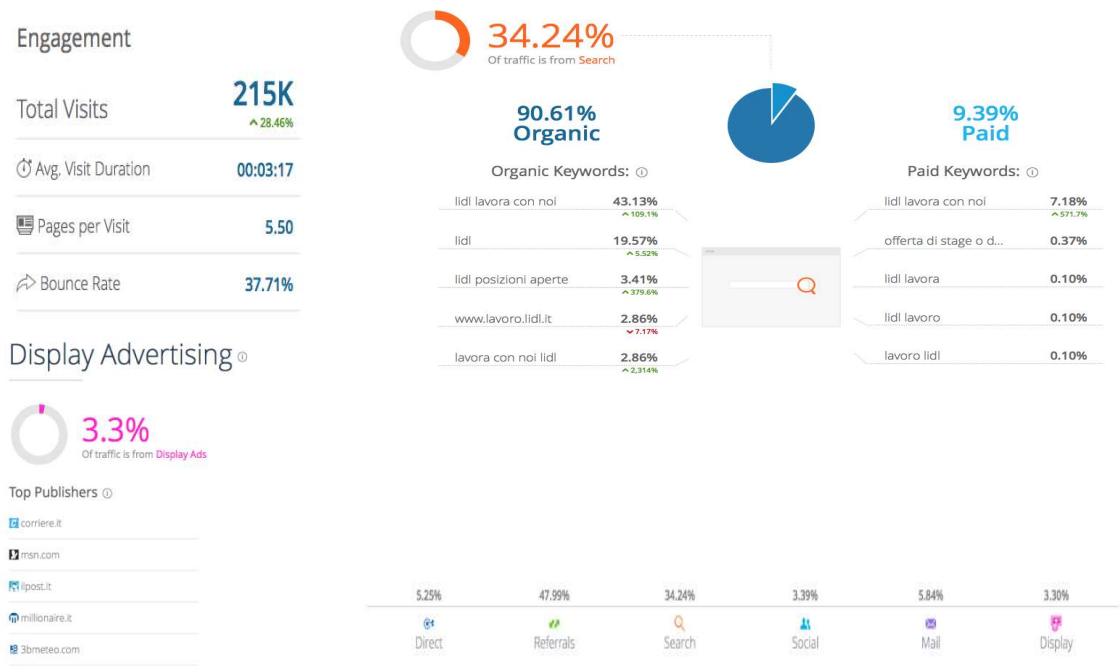 Engagement
Total Visits 215K
28.46%
Avg. Visit Duration 00:03:17
Pages per Visit 5.50
Bounce Rate 37.71%
Display Advertising
3.3%
Of traffic is from Display Ads
Top Publishers
corriere.it
msn.com
ilpost.it
millionaire.it
3bmeteo.com
34.24%
Of traffic is from Search
90.61%
Organic
Organic Keywords:
lidl lavora con noi 43.13%
109.1%
lidl 19.57%
5.52%
lidl posizioni aperte 3.41%
379.6%
www.lavoro.lidl.it 2.86%
7.17%
lavora con noi lidl 2.86%
2,314%
9.39%
Paid
Paid Keywords:
lidl lavora con noi 7.18%
571.7%
offerta di stage o d... 0.37%
lidl lavora 0.10%
lidl lavoro 0.10%
lavoro lidl 0.10%
5.25% 47.99% 34.24% 3.39% 5.84% 3.30%
Direct Referrals Search Social Mail Display